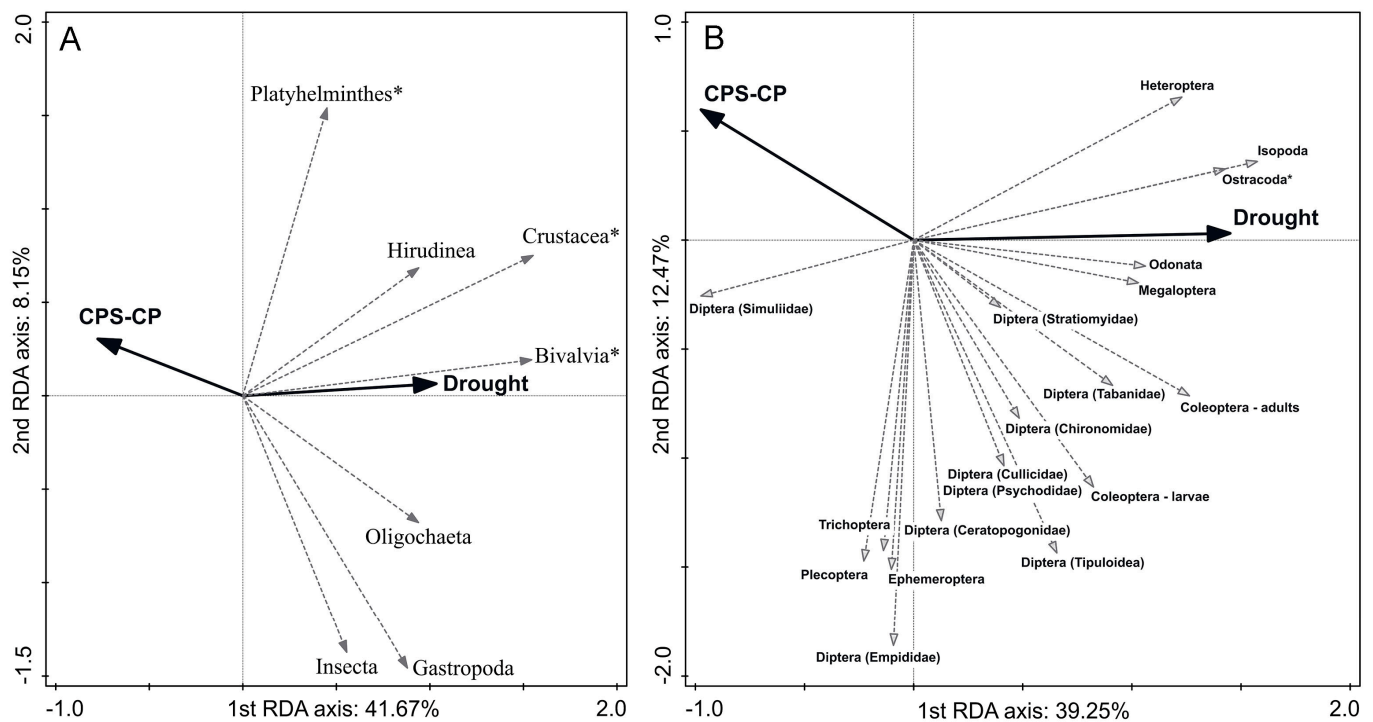 A
2.0
Platyhelminthes*
Hirudinea
Crustacea*
CPS-CP
Bivalvia*
Drought
Oligochaeta
Insecta
Gastropoda
2nd RDA axis: 8.15%
-1.5
-1.0
1st RDA axis: 41.67%
2.0
B
1.0
CPS-CP
Heteroptera
Isopoda
Ostracoda*
Drought
Odonata
Megaloptera
Diptera (Simuliidae)
Diptera (Stratiomyidae)
Diptera (Tabanidae)
Coleoptera - adults
Diptera (Chironomidae)
Diptera (Cullicidae)
Diptera (Psychodidae)
Coleoptera - larvae
Trichoptera
Diptera (Ceratopogonidae)
Diptera (Tipuloidea)
Plecoptera
Ephemeroptera
Diptera (Empididae)
2nd RDA axis: 12.47%
-2.0
-1.0
1st RDA axis: 39.25%
2.0